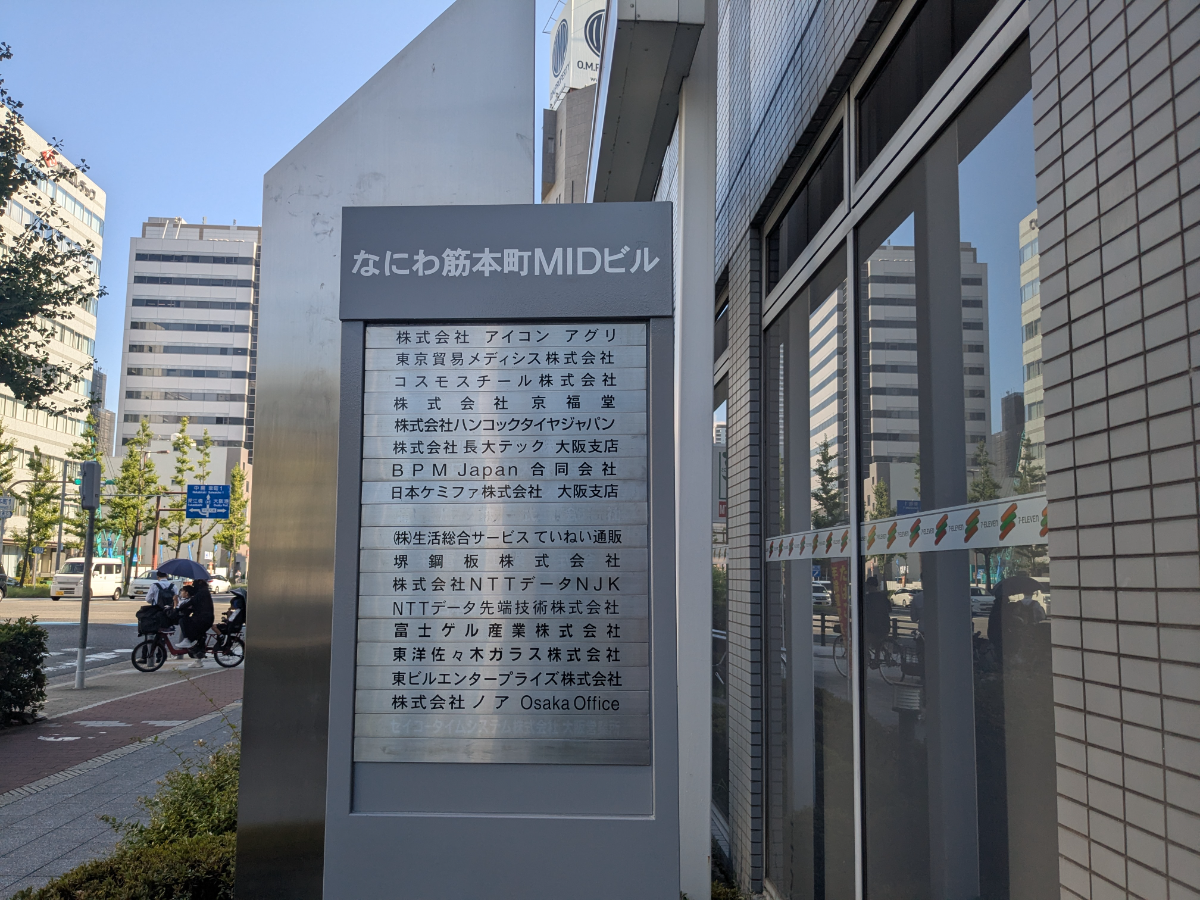 なにわ筋本町MIDビル
株式会社 アイコン アグリ
東京貿易メディシス株式会社
コスモスチール株式会社
株式会社京福堂
株式会社ハンコックタイヤジャパン
株式会社長大テック 大阪支店
BPM Japan 合同会社
日本ケミファ株式会社 大阪支店
㈱生活総合サービス ていねい通販
堺鋼板株式会社
株式会社NTTデータNJK
NTTデータ先端技術株式会社
富士ゲル産業株式会社
東洋佐々木ガラス株式会社
東ビルエンタープライズ株式会社
株式会社ノア Osaka Office
O.M.
7-ELEVEN
7-ELEVEN
7-ELEVEN